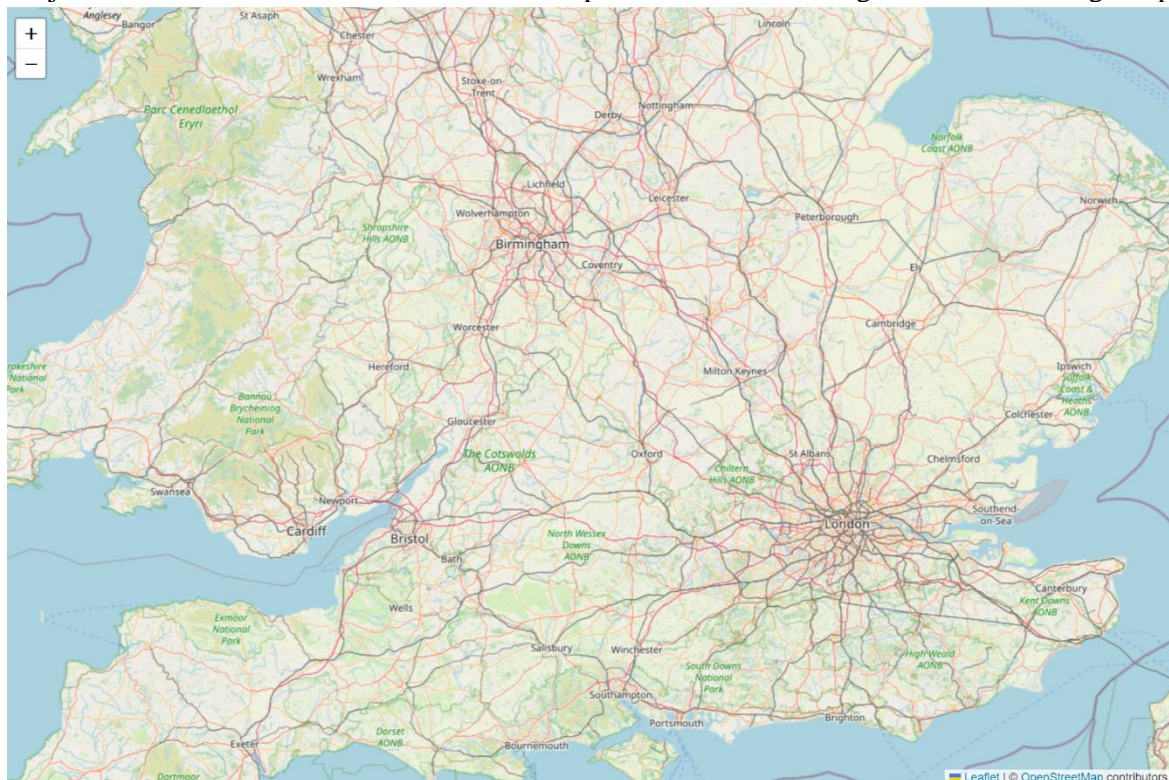 +
−
Anglesey
Bangor
St Asaph
Chester
Lincoln
Wrexham
Stoke-on-
Trent
Nottingham
Derby
Parc Cenedlaethol
Eryri
Norfolk
Coast AONB
Lichfield
Leicester
Norwich
Wolverhampton
Peterborough
Shropshire
Hills AONB
Birmingham
Coventry
Ely
Worcester
Cambridge
Hereford
Milton Keynes
Ipswich
Suffolk
Coast &
Heaths
AONB
National
Park
Bannau
Brycheiniog
National
Park
Colchester
Gloucester
The Cotswolds
AONB
Oxford
St Albans
Chelmsford
Chiltern
Hills AONB
Swansea
Newport
Southend-
on-Sea
Cardiff
Bristol
London
North Wessex
Downs
AONB
Bath
Canterbury
Kent Downs
AONB
Wells
Exmoor
National
Park
Salisbury
Winchester
High Weald
AONB
South Downs
National
Park
Southampton
Portsmouth
Brighton
Dorset
AONB
Exeter
Bournemouth
Dartmoor
Leaflet | © OpenStreetMap contributors